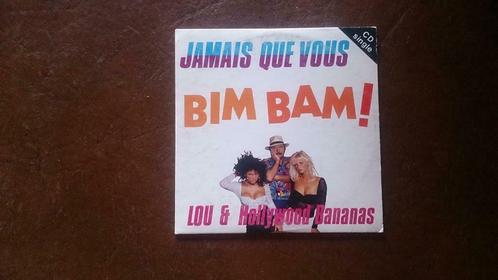 JAMAIS QUE VOUS
CD
single
BIM BAM!
LOU & Hollywood Bananas